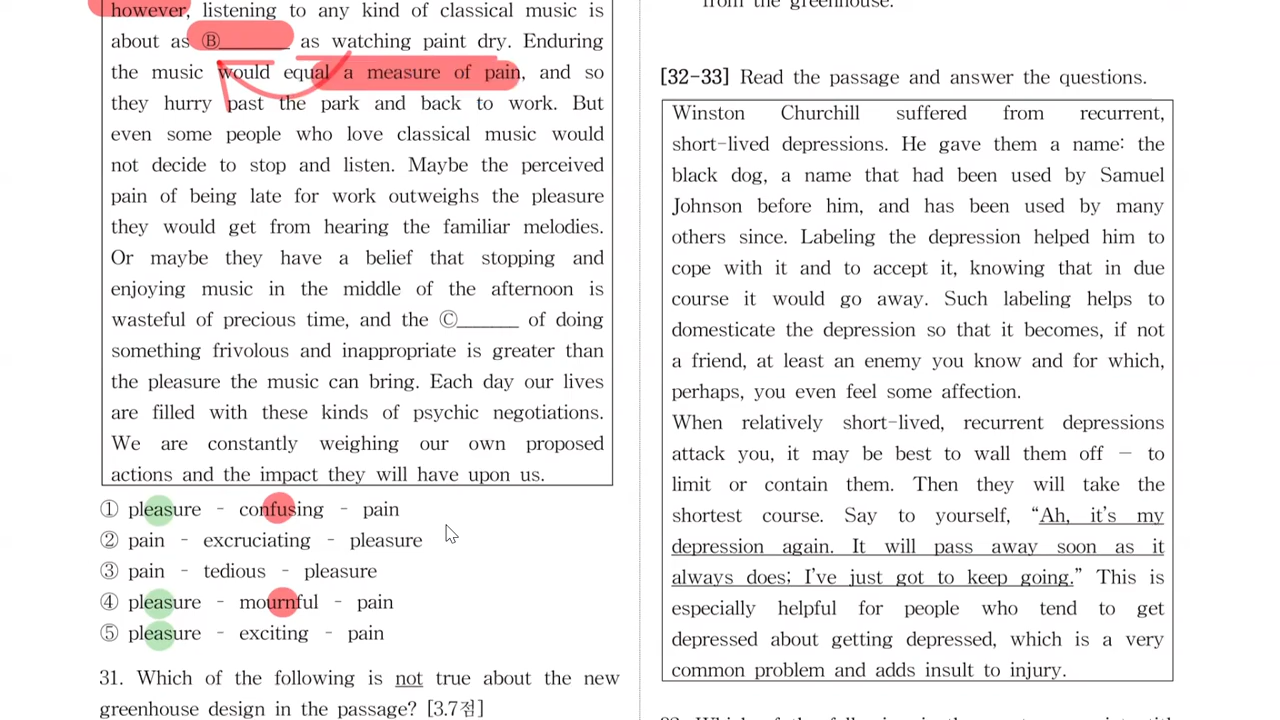 however, listening to any kind of classical music is
about as Ⓑ______ as watching paint dry. Enduring
the music would equal a measure of pain, and so
they hurry past the park and back to work. But
even some people who love classical music would
not decide to stop and listen. Maybe the perceived
pain of being late for work outweighs the pleasure
they would get from hearing the familiar melodies.
Or maybe they have a belief that stopping and
enjoying music in the middle of the afternoon is
wasteful of precious time, and the Ⓒ______ of doing
something frivolous and inappropriate is greater than
the pleasure the music can bring. Each day our lives
are filled with these kinds of psychic negotiations.
We are constantly weighing our own proposed
actions and the impact they will have upon us.
① pleasure - confusing - pain
② pain - excruciating - pleasure
③ pain - tedious - pleasure
④ pleasure - mournful - pain
⑤ pleasure - exciting - pain
31. Which of the following is not true about the new
greenhouse design in the passage? [3.7점]
from the greenhouse.
[32-33] Read the passage and answer the questions.
Winston Churchill suffered from recurrent,
short-lived depressions. He gave them a name: the
black dog, a name that had been used by Samuel
Johnson before him, and has been used by many
others since. Labeling the depression helped him to
cope with it and to accept it, knowing that in due
course it would go away. Such labeling helps to
domesticate the depression so that it becomes, if not
a friend, at least an enemy you know and for which,
perhaps, you even feel some affection.
When relatively short-lived, recurrent depressions
attack you, it may be best to wall them off - to
limit or contain them. Then they will take the
shortest course. Say to yourself, "Ah, it's my
depression again. It will pass away soon as it
always does; I've just got to keep going." This is
especially helpful for people who tend to get
depressed about getting depressed, which is a very
common problem and adds insult to injury.